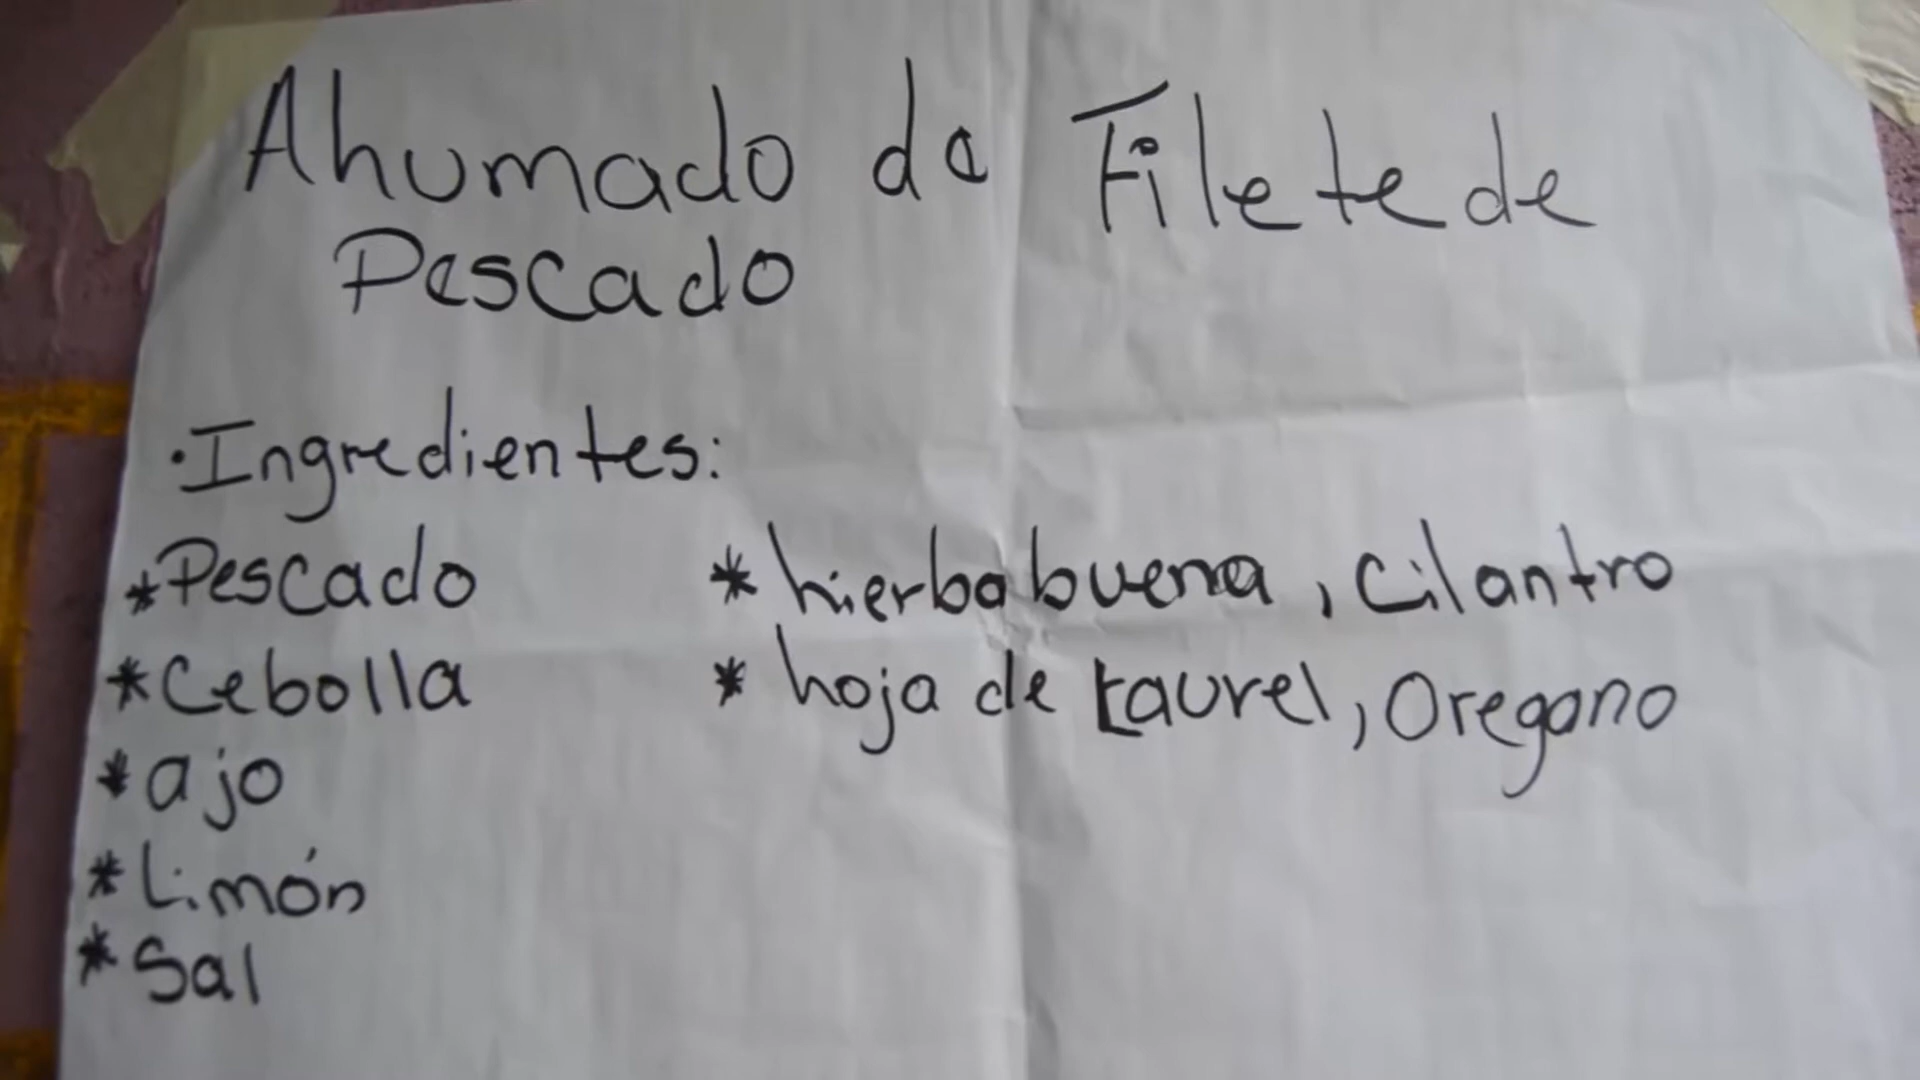 Ahumado de Filete de
Pescado
·Ingredientes:
*Pescado
*Cebolla
*ajo
*Limón
*Sal
*hierbabuena, Cilantro
*hoja de Laurel, Oregano